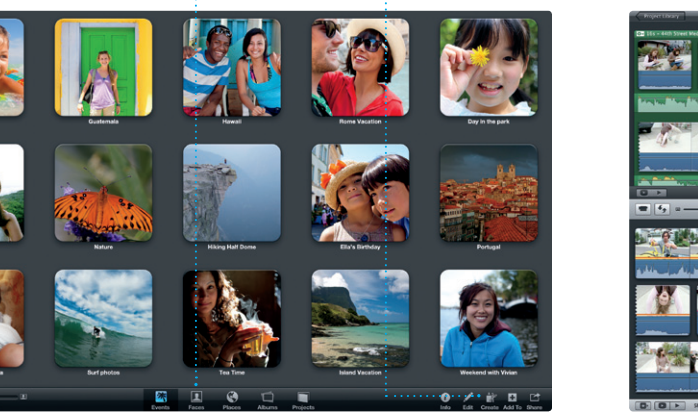 Project Library
Guatemala
Hawaii
Rome Vacation
Day in the park
Nature
Hiking Half Dome
Ella's Birthday
Portugal
Surf photos
Tea Time
Island Vacation
Weekend with Vivian
Events Faces Places Albums Projects Info Edit Create Add To Share